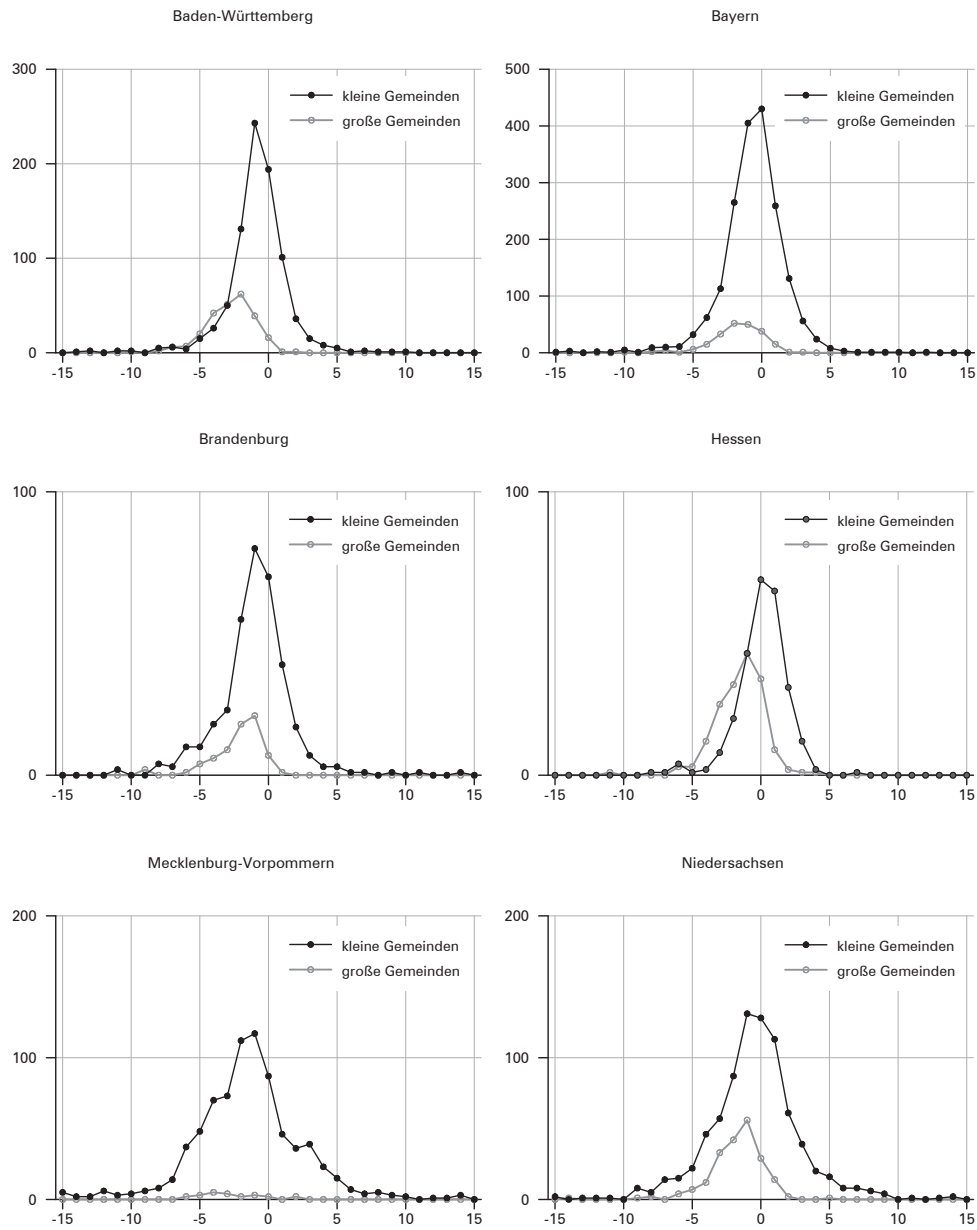 Baden-Württemberg
300
200
100
0
-15 -10 -5 0 5 10 15
kleine Gemeinden
große Gemeinden
Bayern
500
400
300
200
100
0
-15 -10 -5 0 5 10 15
kleine Gemeinden
große Gemeinden
Brandenburg
100
0
-15 -10 -5 0 5 10 15
kleine Gemeinden
große Gemeinden
Hessen
100
0
-15 -10 -5 0 5 10 15
kleine Gemeinden
große Gemeinden
Mecklenburg-Vorpommern
200
100
0
-15 -10 -5 0 5 10 15
kleine Gemeinden
große Gemeinden
Niedersachsen
200
100
0
-15 -10 -5 0 5 10 15
kleine Gemeinden
große Gemeinden